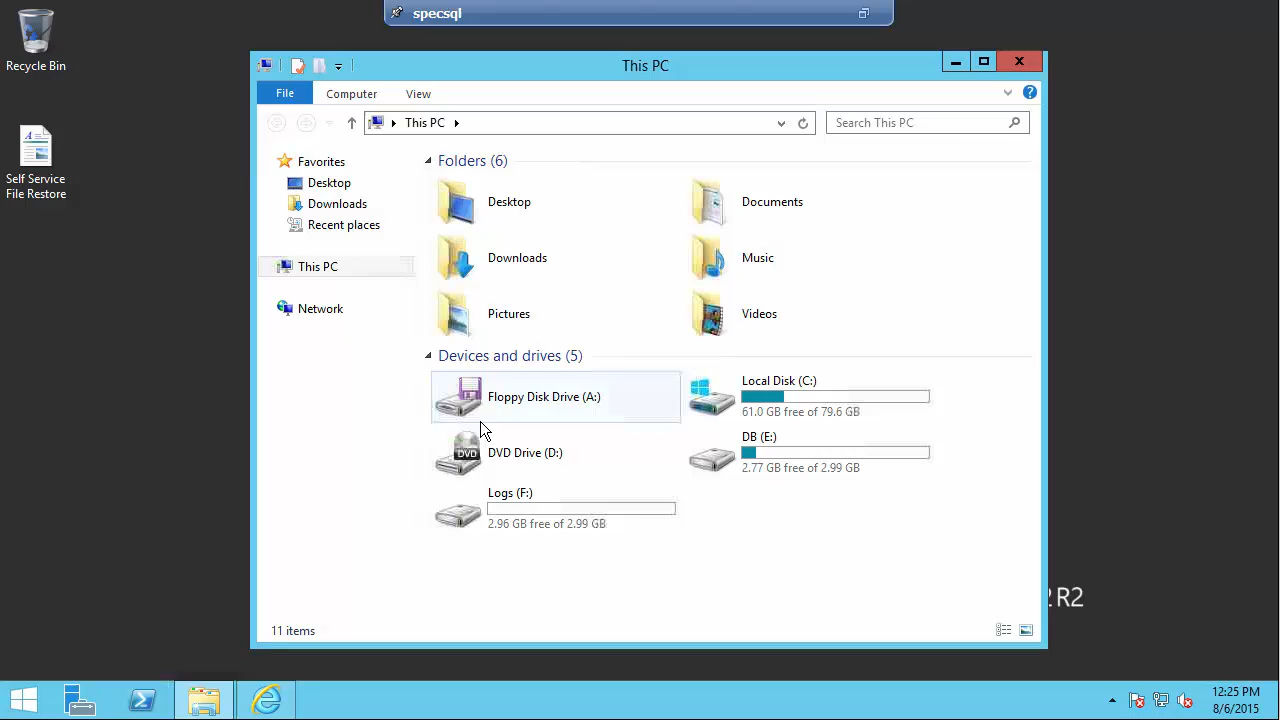 specsql
Recycle Bin
Self Service
File Restore
This PC
File
Computer
View
This PC
Search This PC
Favorites
Desktop
Downloads
Recent places
This PC
Network
Folders (6)
Desktop
Documents
Downloads
Music
Pictures
Videos
Devices and drives (5)
Floppy Disk Drive (A:)
Local Disk (C:)
61.0 GB free of 79.6 GB
DVD
DVD Drive (D:)
DB (E:)
2.77 GB free of 2.99 GB
Logs (F:)
2.96 GB free of 2.99 GB
R2
11 items
12:25 PM
8/6/2015